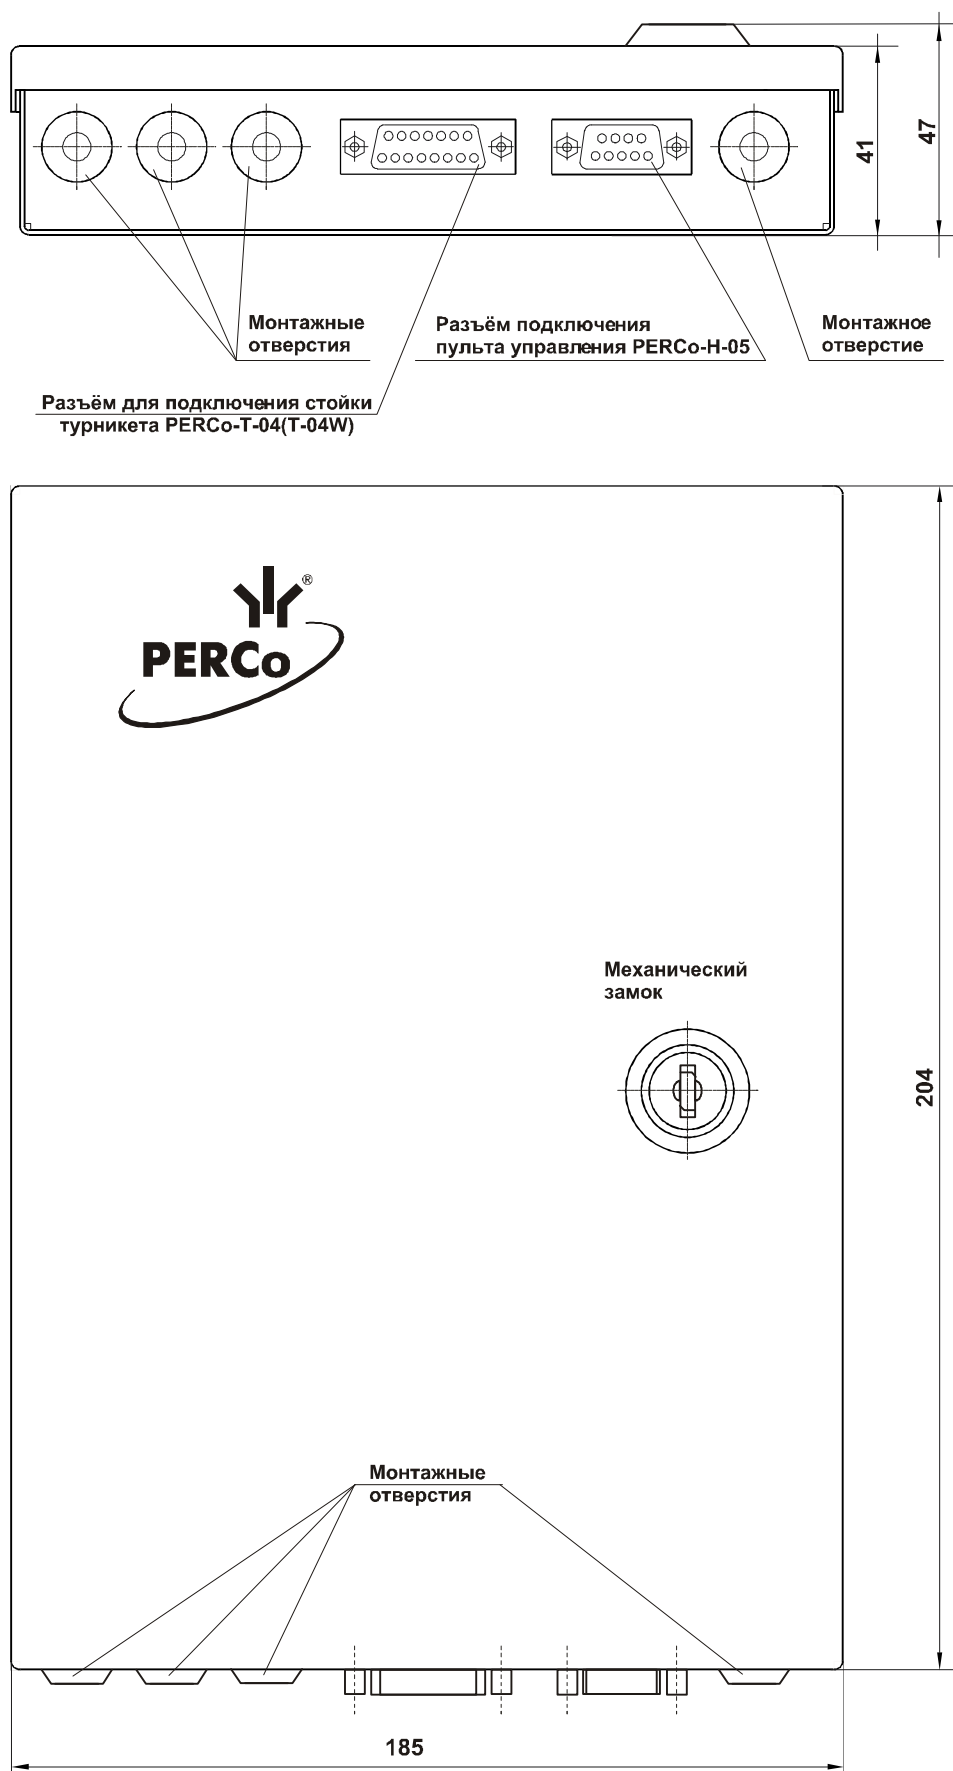 47
41
Монтажные
отверстия
Разъём подключения
пульта управления PERCo-H-05
Монтажное
отверстие
Разъём для подключения стойки
турникета PERCo-T-04(T-04W)
®
PERCo
Механический
замок
204
Монтажные
отверстия
185